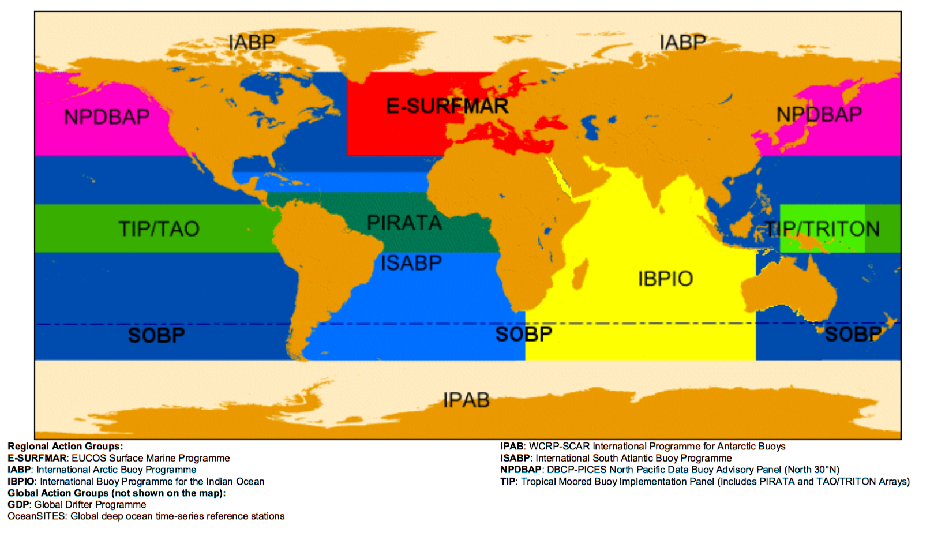 IABP
IABP
E-SURFMAR
NPDBAP
NPDBAP
TIP/TAO
PIRATA
TIP/TRITON
ISABP
IBPIO
SOBP
SOBP
SOBP
IPAB
Regional Action Groups:
E-SURFMAR: EUCOS Surface Marine Programme
IABP: International Arctic Buoy Programme
IBPIO: International Buoy Programme for the Indian Ocean
Global Action Groups (not shown on the map):
GDP: Global Drifter Programme
OceanSITES: Global deep ocean time-series reference stations
IPAB: WCRP-SCAR International Programme for Antarctic Buoys
ISABP: International South Atlantic Buoy Programme
NPDBAP: DBCP-PICES North Pacific Data Buoy Advisory Panel (North 30°N)
TIP: Tropical Moored Buoy Implementation Panel (includes PIRATA and TAO/TRITON Arrays)